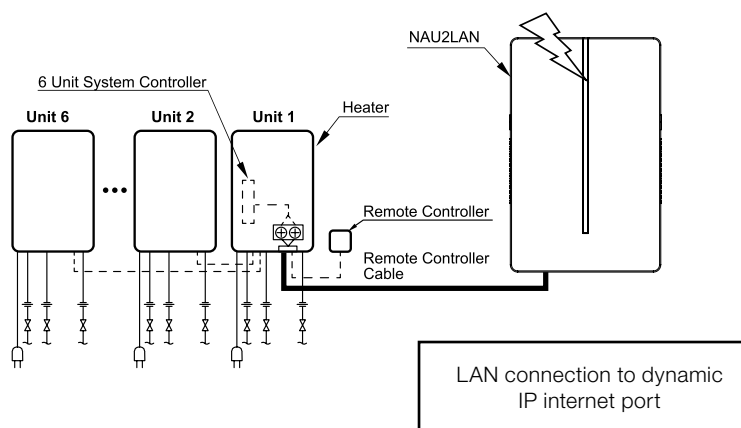 NAU2LAN
6 Unit System Controller
Unit 6
Unit 2
Unit 1
Heater
Remote Controller
Remote Controller
Cable
LAN connection to dynamic
IP internet port